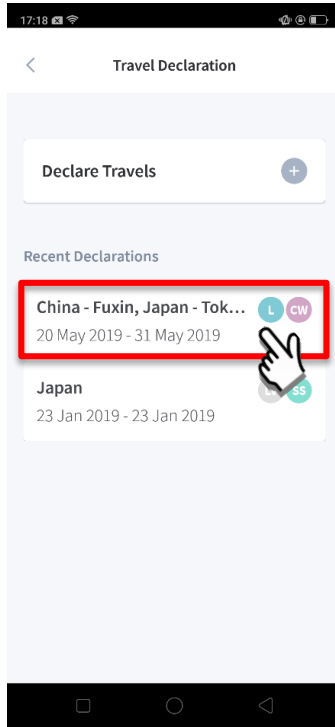 17:18
Travel Declaration
Declare Travels
Recent Declarations
China - Fuxin, Japan - Tok... L CW
20 May 2019 - 31 May 2019
Japan SS
23 Jan 2019 - 23 Jan 2019